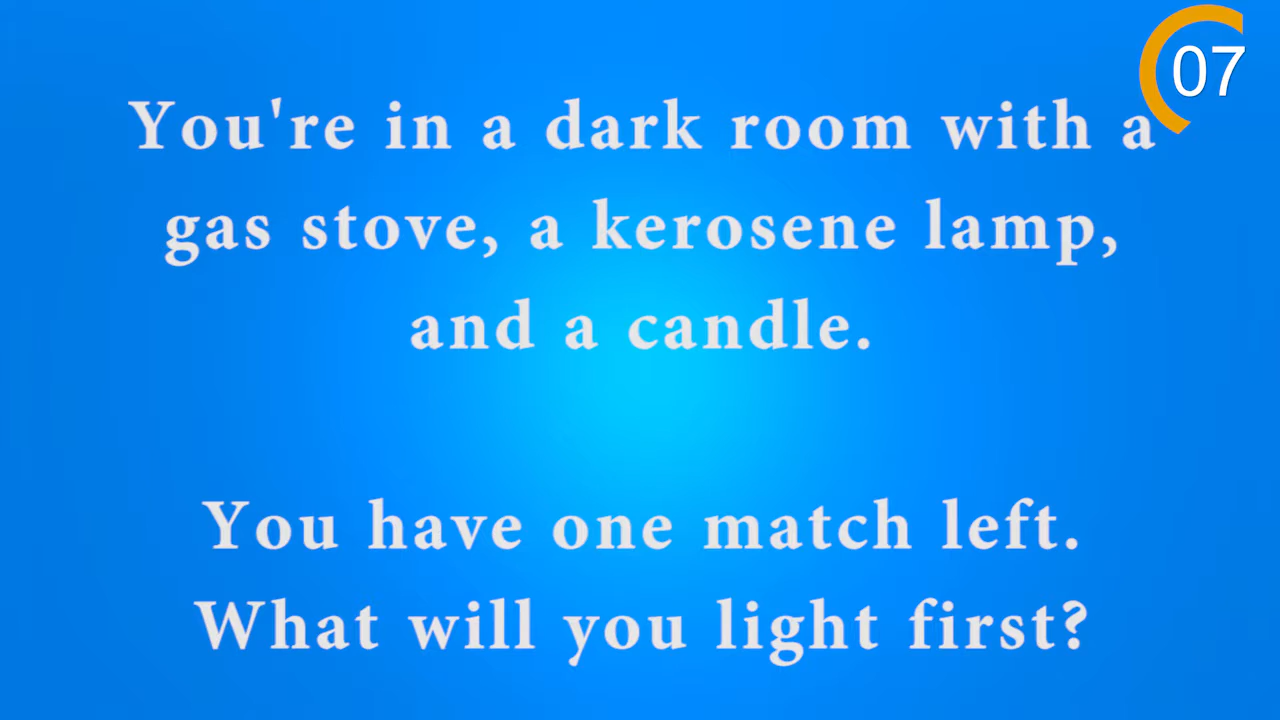 07
You're in a dark room with a
gas stove, a kerosene lamp,
and a candle.
You have one match left.
What will you light first?